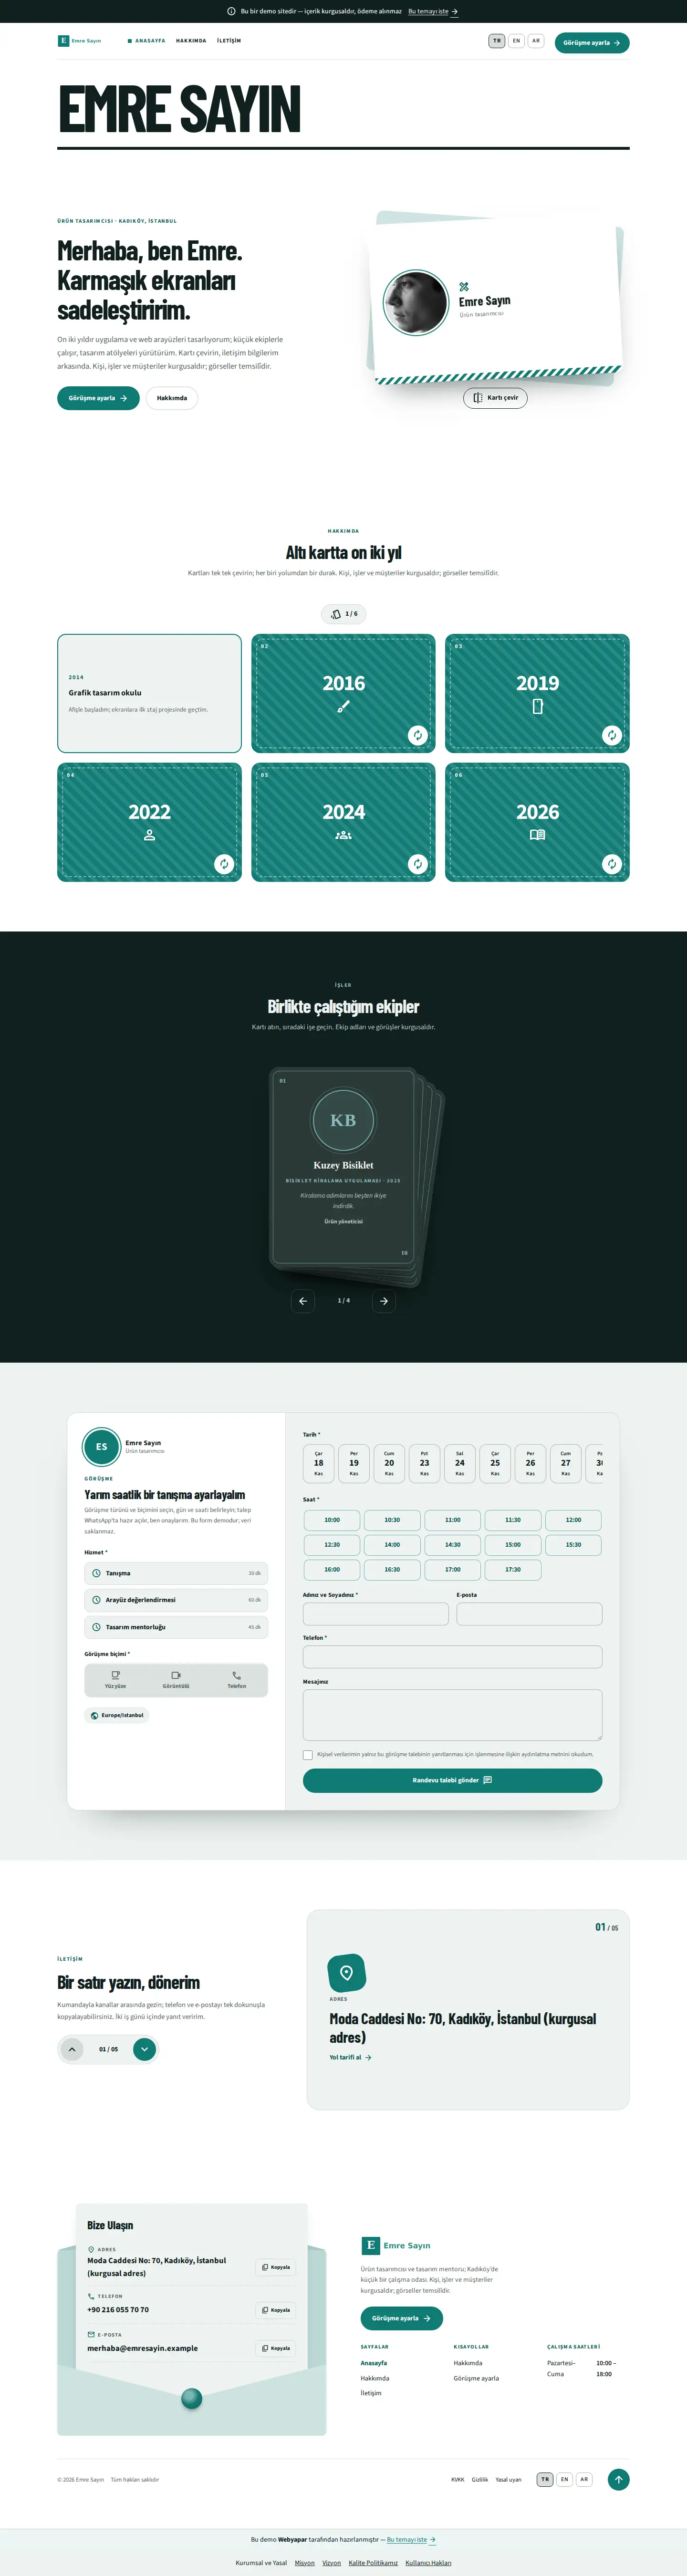 Bu bir demo sitedir — içerik kurgusaldır, ödeme alınmaz Bu temayı iste →
E Emre Sayın
ANASAYFA HAKKIMDA İLETİŞİM
TR EN AR
Görüşme ayarla →
EMRE SAYIN
ÜRÜN TASARIMCISI · KADIKÖY, İSTANBUL
Merhaba, ben Emre.
Karmaşık ekranları
sadeleştiririm.
On iki yıldır uygulama ve web arayüzleri tasarlıyorum; küçük ekiplerle
çalışır, tasarım atölyeleri yürütürüm. Kartı çevirin, iletişim bilgilerim
arkasında. Kişi, işler ve müşteriler kurgusaldır; görseller temsilîdir.
Görüşme ayarla →
Hakkımda
Emre Sayın
Ürün tasarımcısı
Kartı çevir
HAKKIMDA
Altı kartta on iki yıl
Kartları tek tek çevirin; her biri yolumdan bir durak. Kişi, işler ve müşteriler kurgusaldır; görseller temsilîdir.
1 / 6
2014
Grafik tasarım okulu
Afişle başladım; ekranlara ilk staj projesinde geçtim.
02
2016
03
2019
04
2022
05
2024
06
2026
İŞLER
Birlikte çalıştığım ekipler
Kartı atın, sıradaki işe geçin. Ekip adları ve görüşler kurgusaldır.
01
KB
Kuzey Bisiklet
BİSİKLET KİRALAMA UYGULAMASI · 2025
Kiralama adımlarını beşten ikiye
indirdik.
Ürün yöneticisi
01
1 / 4
ES
Emre Sayın
Ürün tasarımcısı
GÖRÜŞME
Yarım saatlik bir tanışma ayarlayalım
Görüşme türünü ve biçimini seçin, gün ve saati belirleyin; talep
WhatsApp'ta hazır açılır, ben onaylarım. Bu form demodur; veri
saklanmaz.
Hizmet *
Tanışma 30 dk
Arayüz değerlendirmesi 60 dk
Tasarım mentorluğu 45 dk
Görüşme biçimi *
Yüz yüze Görüntülü Telefon
Europe/Istanbul
Tarih *
Çar Per Cum Pzt Sal Çar Per Cum
18 19 20 23 24 25 26 27
Kas Kas Kas Kas Kas Kas Kas Kas
Saat *
10:00 10:30 11:00 11:30 12:00
12:30 14:00 14:30 15:00 15:30
16:00 16:30 17:00 17:30
Adınız ve Soyadınız * E-posta
Telefon *
Mesajınız
Kişisel verilerimin yalnız bu görüşme talebinin yanıtlanması için işlenmesine ilişkin aydınlatma metnini okudum.
Randevu talebi gönder
İLETİŞİM
Bir satır yazın, dönerim
Kumandayla kanallar arasında gezin; telefon ve e-postayı tek dokunuşla
kopyalayabilirsiniz. İki iş günü içinde yanıt veririm.
01 / 05
01 / 05
ADRES
Moda Caddesi No: 70, Kadıköy, İstanbul (kurgusal
adres)
Yol tarifi al →
Bize Ulaşın
ADRES
Moda Caddesi No: 70, Kadıköy, İstanbul
(kurgusal adres)
Kopyala
TELEFON
+90 216 055 70 70
Kopyala
E-POSTA
merhaba@emresayin.example
Kopyala
E Emre Sayın
Ürün tasarımcısı ve tasarım mentoru; Kadıköy'de
küçük bir çalışma odası. Kişi, işler ve müşteriler
kurgusaldır; görseller temsilîdir.
Görüşme ayarla →
SAYFALAR
Anasayfa
Hakkımda
İletişim
KISAYOLLAR
Hakkımda
Görüşme ayarla
ÇALIŞMA SAATLERİ
Pazartesi– 10:00 –
Cuma 18:00
© 2026 Emre Sayın Tüm hakları saklıdır
KVKK Gizlilik Yasal uyarı
TR EN AR
Bu demo Webyapar tarafından hazırlanmıştır — Bu temayı iste →
Kurumsal ve Yasal Misyon Vizyon Kalite Politikamız Kullanıcı Hakları